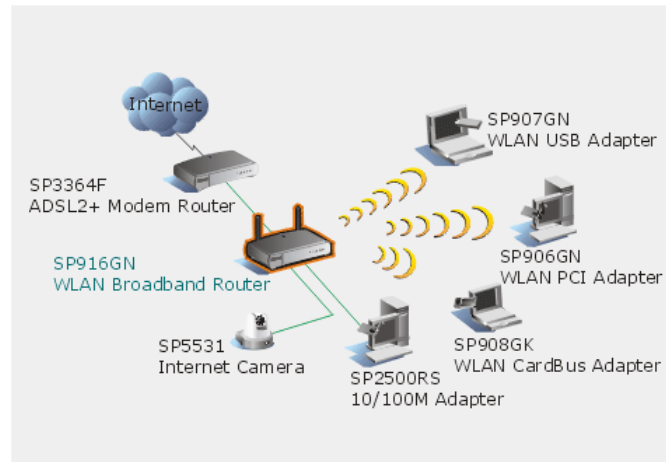 Internet
SP907GN
WLAN USB Adapter
SP3364F
ADSL2+ Modem Router
SP916GN
WLAN Broadband Router
SP906GN
WLAN PCI Adapter
SP5531
Internet Camera
SP908GK
WLAN CardBus Adapter
SP2500RS
10/100M Adapter